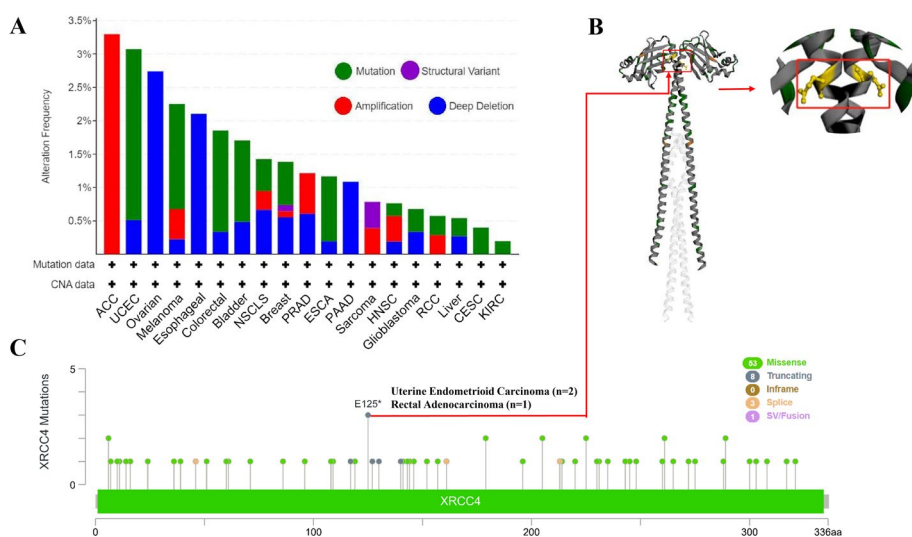 A
B
3.5%
3%
2.5%
2%
1.5%
1%
0.5%
Alteration Frequency
Mutation
Structural Variant
Amplification
Deep Deletion
Mutation data + + + + + + + + + + + + + + + + + + +
CNA data + + + + + + + + + + + + + + + + + + +
ACC
UCEC
Ovarian
Melanoma
Esophageal
Colorectal
Bladder
NSCLS
Breast
PRAD
ESCA
PAAD
Sarcoma
HNSC
Glioblastoma
RCC
Liver
CESC
KIRC
C
53 Missense
8 Truncating
0 Inframe
3 Splice
1 SV/Fusion
5
0
XRCC4 Mutations
Uterine Endometrioid Carcinoma (n=2)
E125* Rectal Adenocarcinoma (n=1)
XRCC4
0 100 200 300 336aa